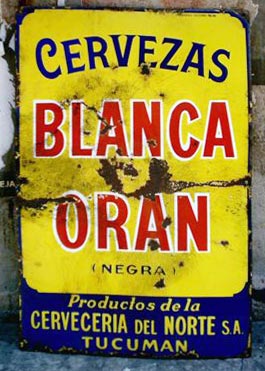 CERVEZAS
BLANCA
ORAN
(NEGRA)
Productos de la
CERVECERIA DEL NORTE S.A.
TUCUMAN